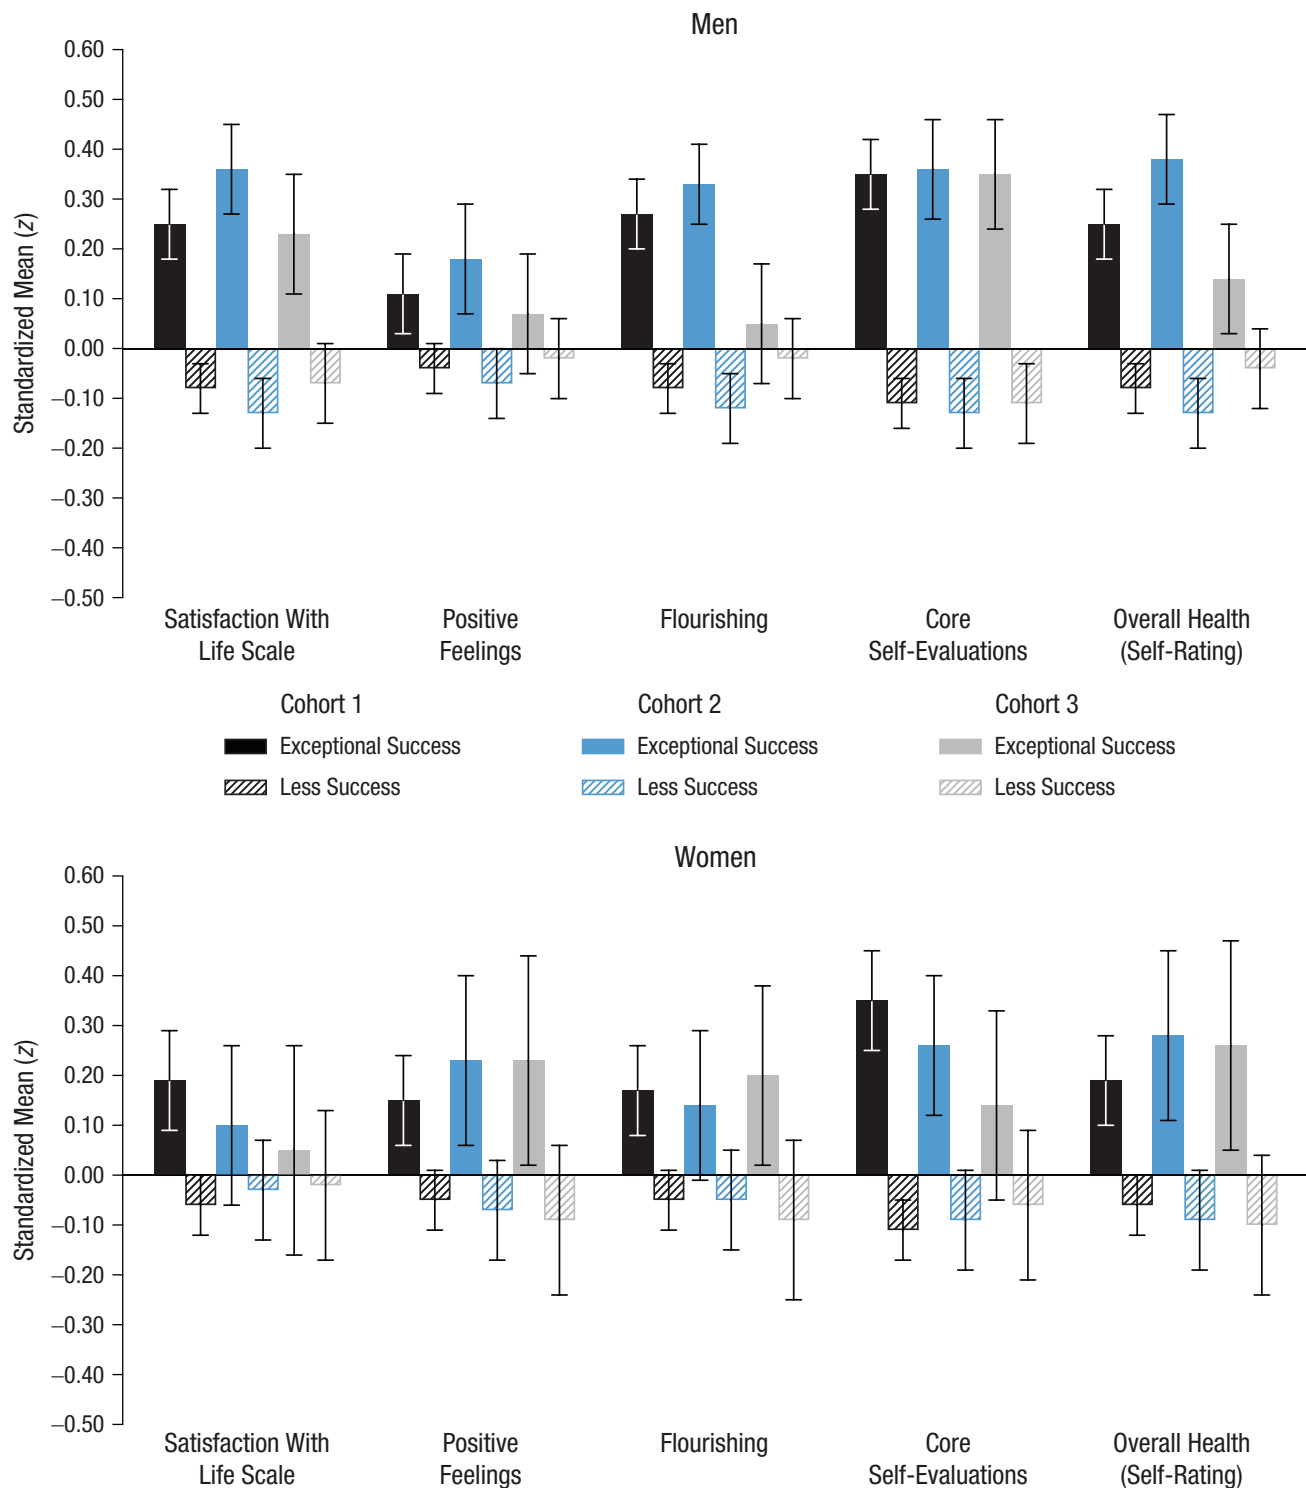 Men
Standardized Mean (z)
0.60
0.50
0.40
0.30
0.20
0.10
0.00
–0.10
–0.20
–0.30
–0.40
–0.50
Satisfaction With
Life Scale
Positive
Feelings
Flourishing
Core
Self-Evaluations
Overall Health
(Self-Rating)
Cohort 1
Exceptional Success
Less Success
Cohort 2
Exceptional Success
Less Success
Cohort 3
Exceptional Success
Less Success
Women
Standardized Mean (z)
0.60
0.50
0.40
0.30
0.20
0.10
0.00
–0.10
–0.20
–0.30
–0.40
–0.50
Satisfaction With
Life Scale
Positive
Feelings
Flourishing
Core
Self-Evaluations
Overall Health
(Self-Rating)